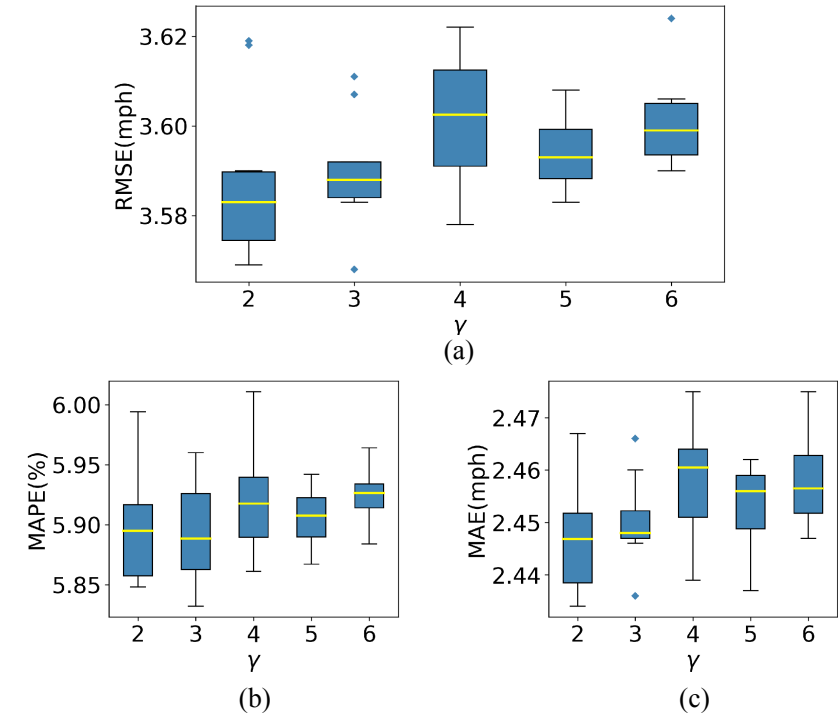 RMSE(mph)
3.62
3.60
3.58
2 3 4 5 6
γ
(a)
MAPE(%)
6.00
5.95
5.90
5.85
2 3 4 5 6
γ
(b)
MAE(mph)
2.47
2.46
2.45
2.44
2 3 4 5 6
γ
(c)